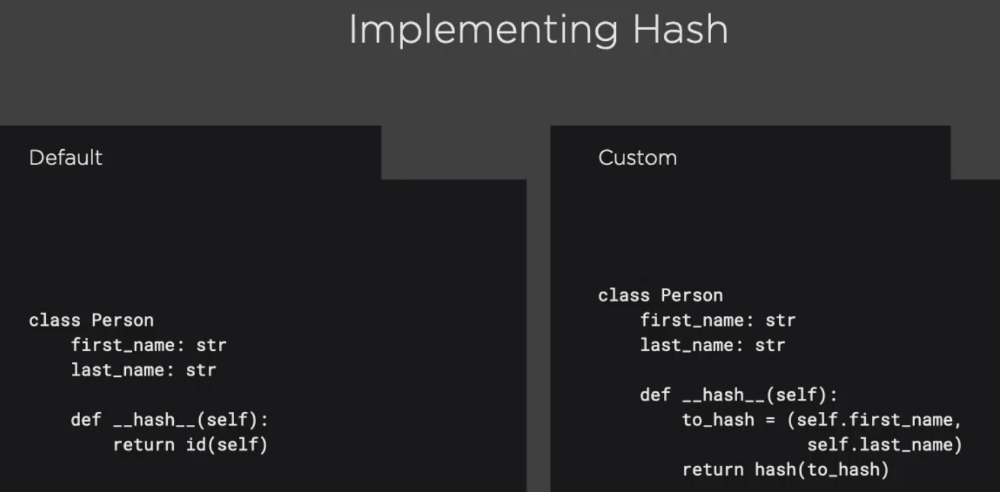 Implementing Hash
Default
class Person
    first_name: str
    last_name: str
    def __hash__(self):
        return id(self)
Custom
class Person
    first_name: str
    last_name: str
    def __hash__(self):
        to_hash = (self.first_name,
                    self.last_name)
        return hash(to_hash)